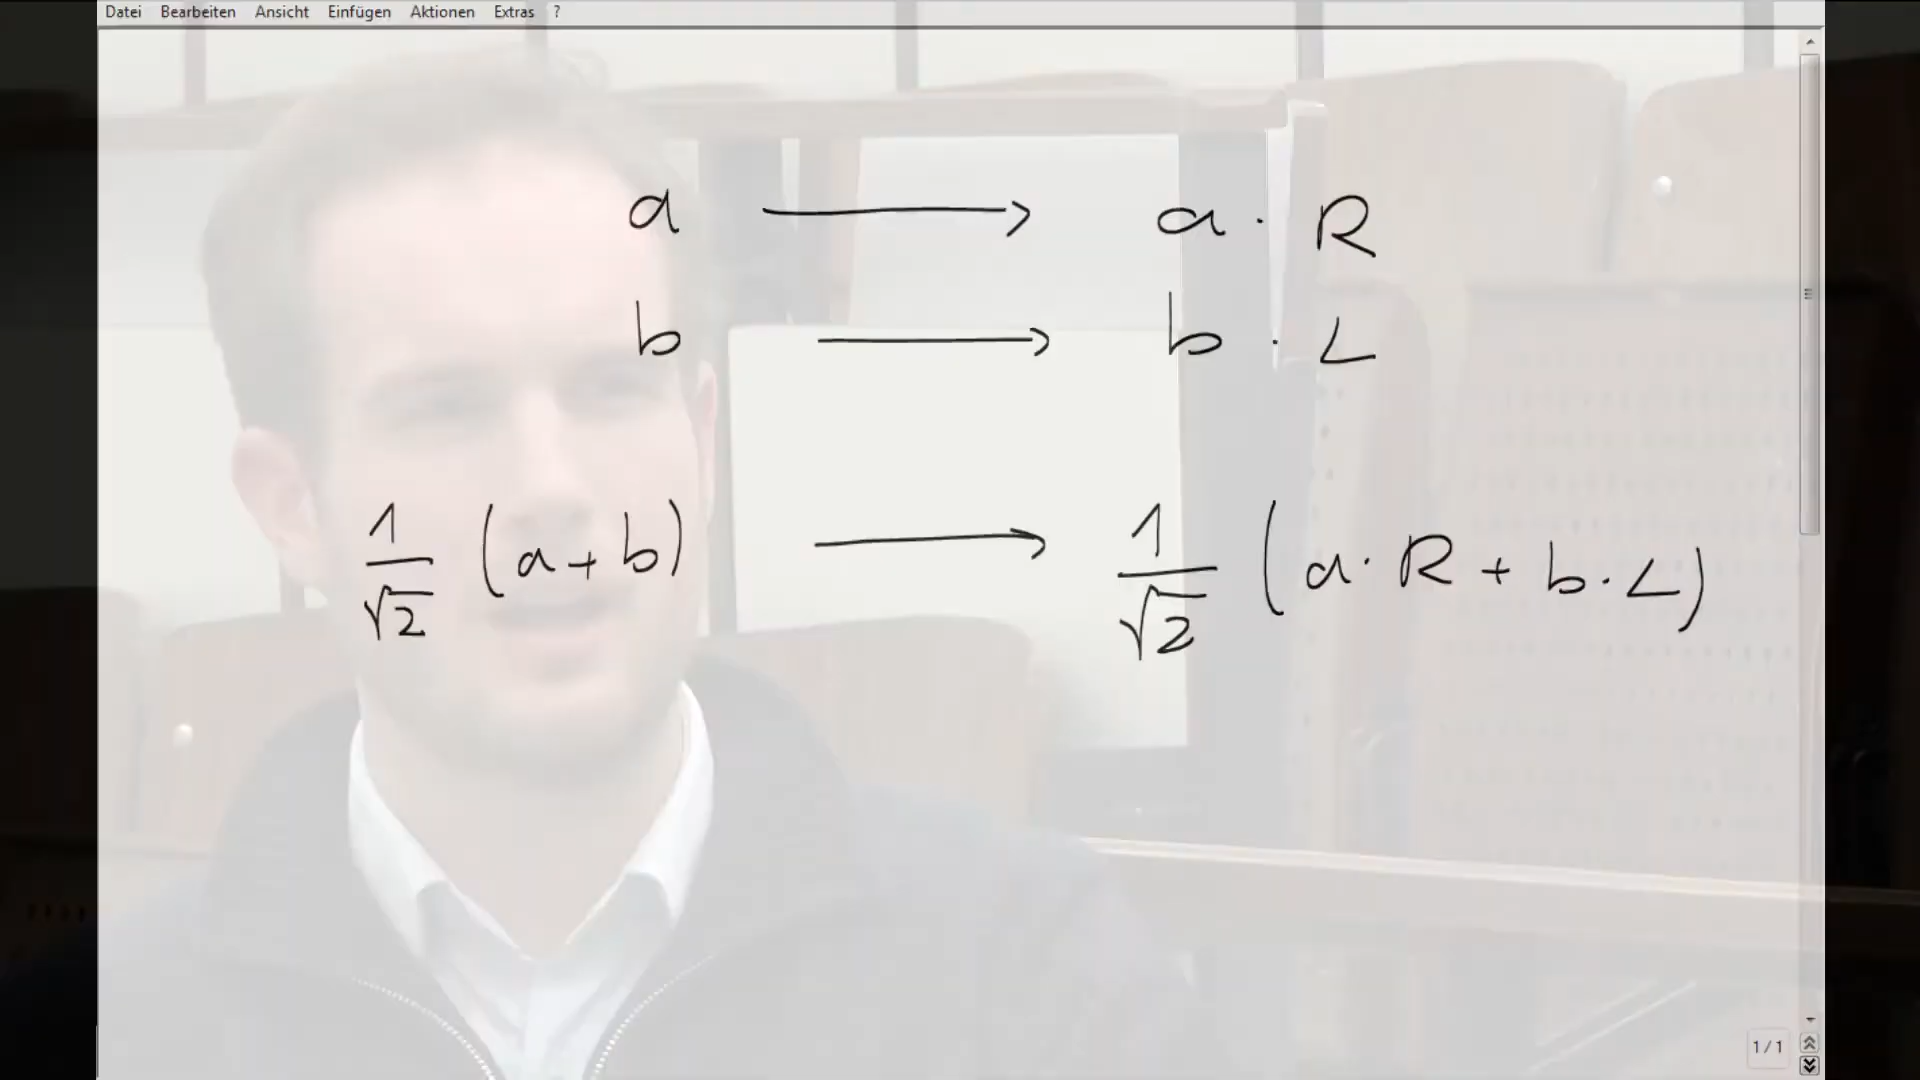 Datei Bearbeiten Ansicht Einfügen Aktionen Extras ?
a → a · R
b → b · L
1/√2 (a + b) → 1/√2 (a · R + b · L)
1 / 1